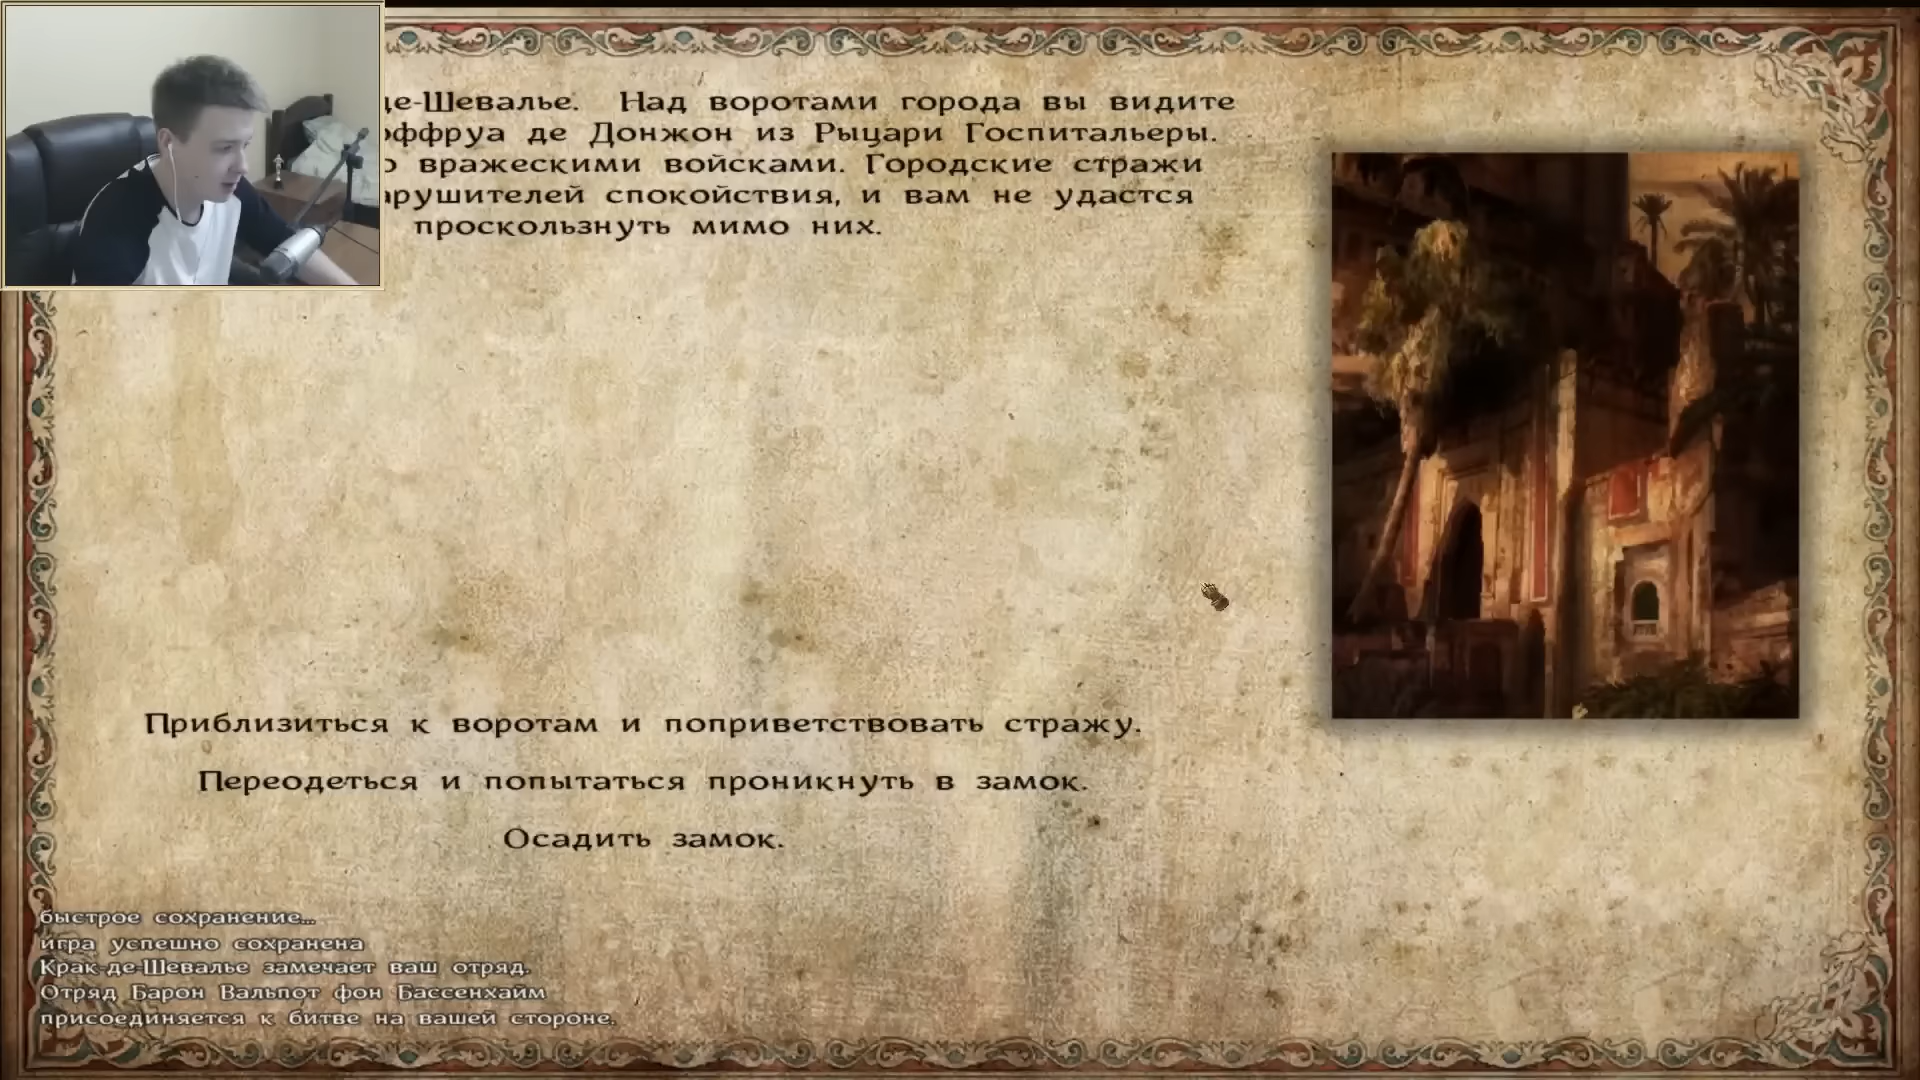 де-Шевалье. Над воротами города вы видите
оффруа де Донжон из Рыцари Госпитальеры.
вражескими войсками. Городские стражи
арушителей спокойствия, и вам не удастся
проскользнуть мимо них.
Приблизиться к воротам и поприветствовать стражу.
Переодеться и попытаться проникнуть в замок.
Осадить замок.
быстрое сохранение...
игра успешно сохранена
Крак-де-Шевалье замечает ваш отряд.
Отряд Барон Вальпот фон Бассенхайм
присоединяется к битве на вашей стороне.